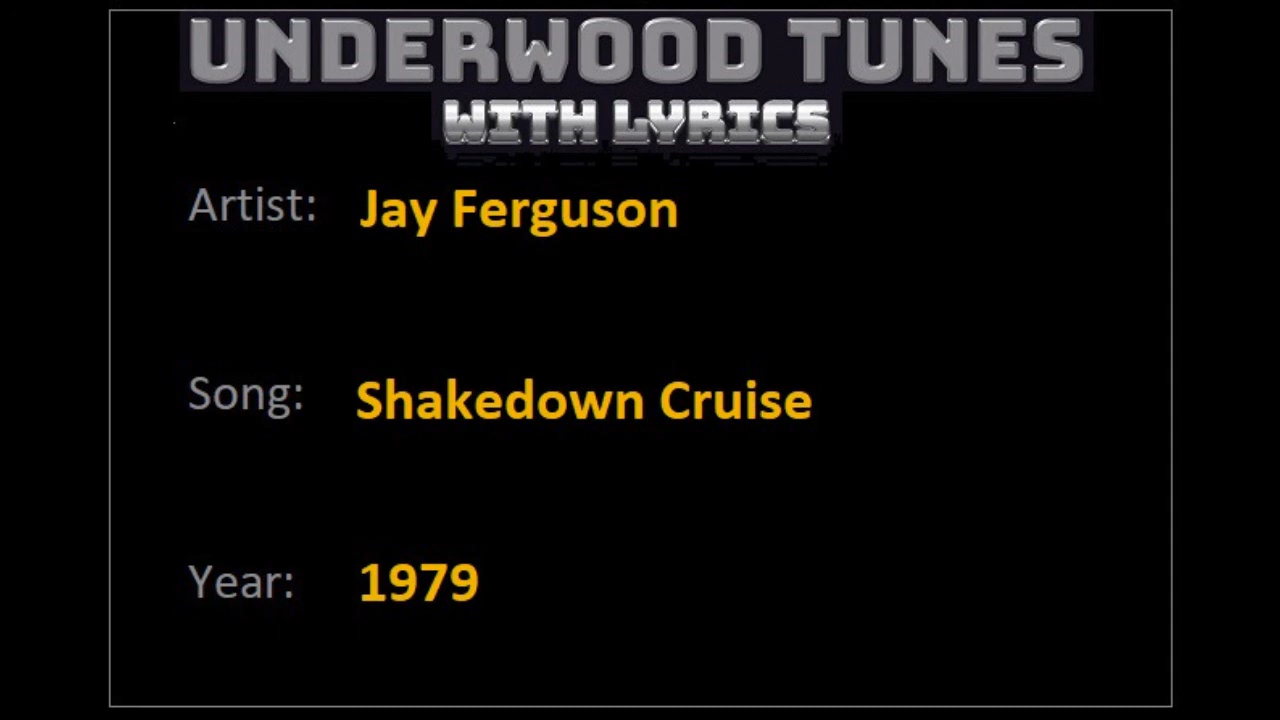 UNDERWOOD TUNES
WITH LYRICS
Artist: Jay Ferguson
Song: Shakedown Cruise
Year: 1979